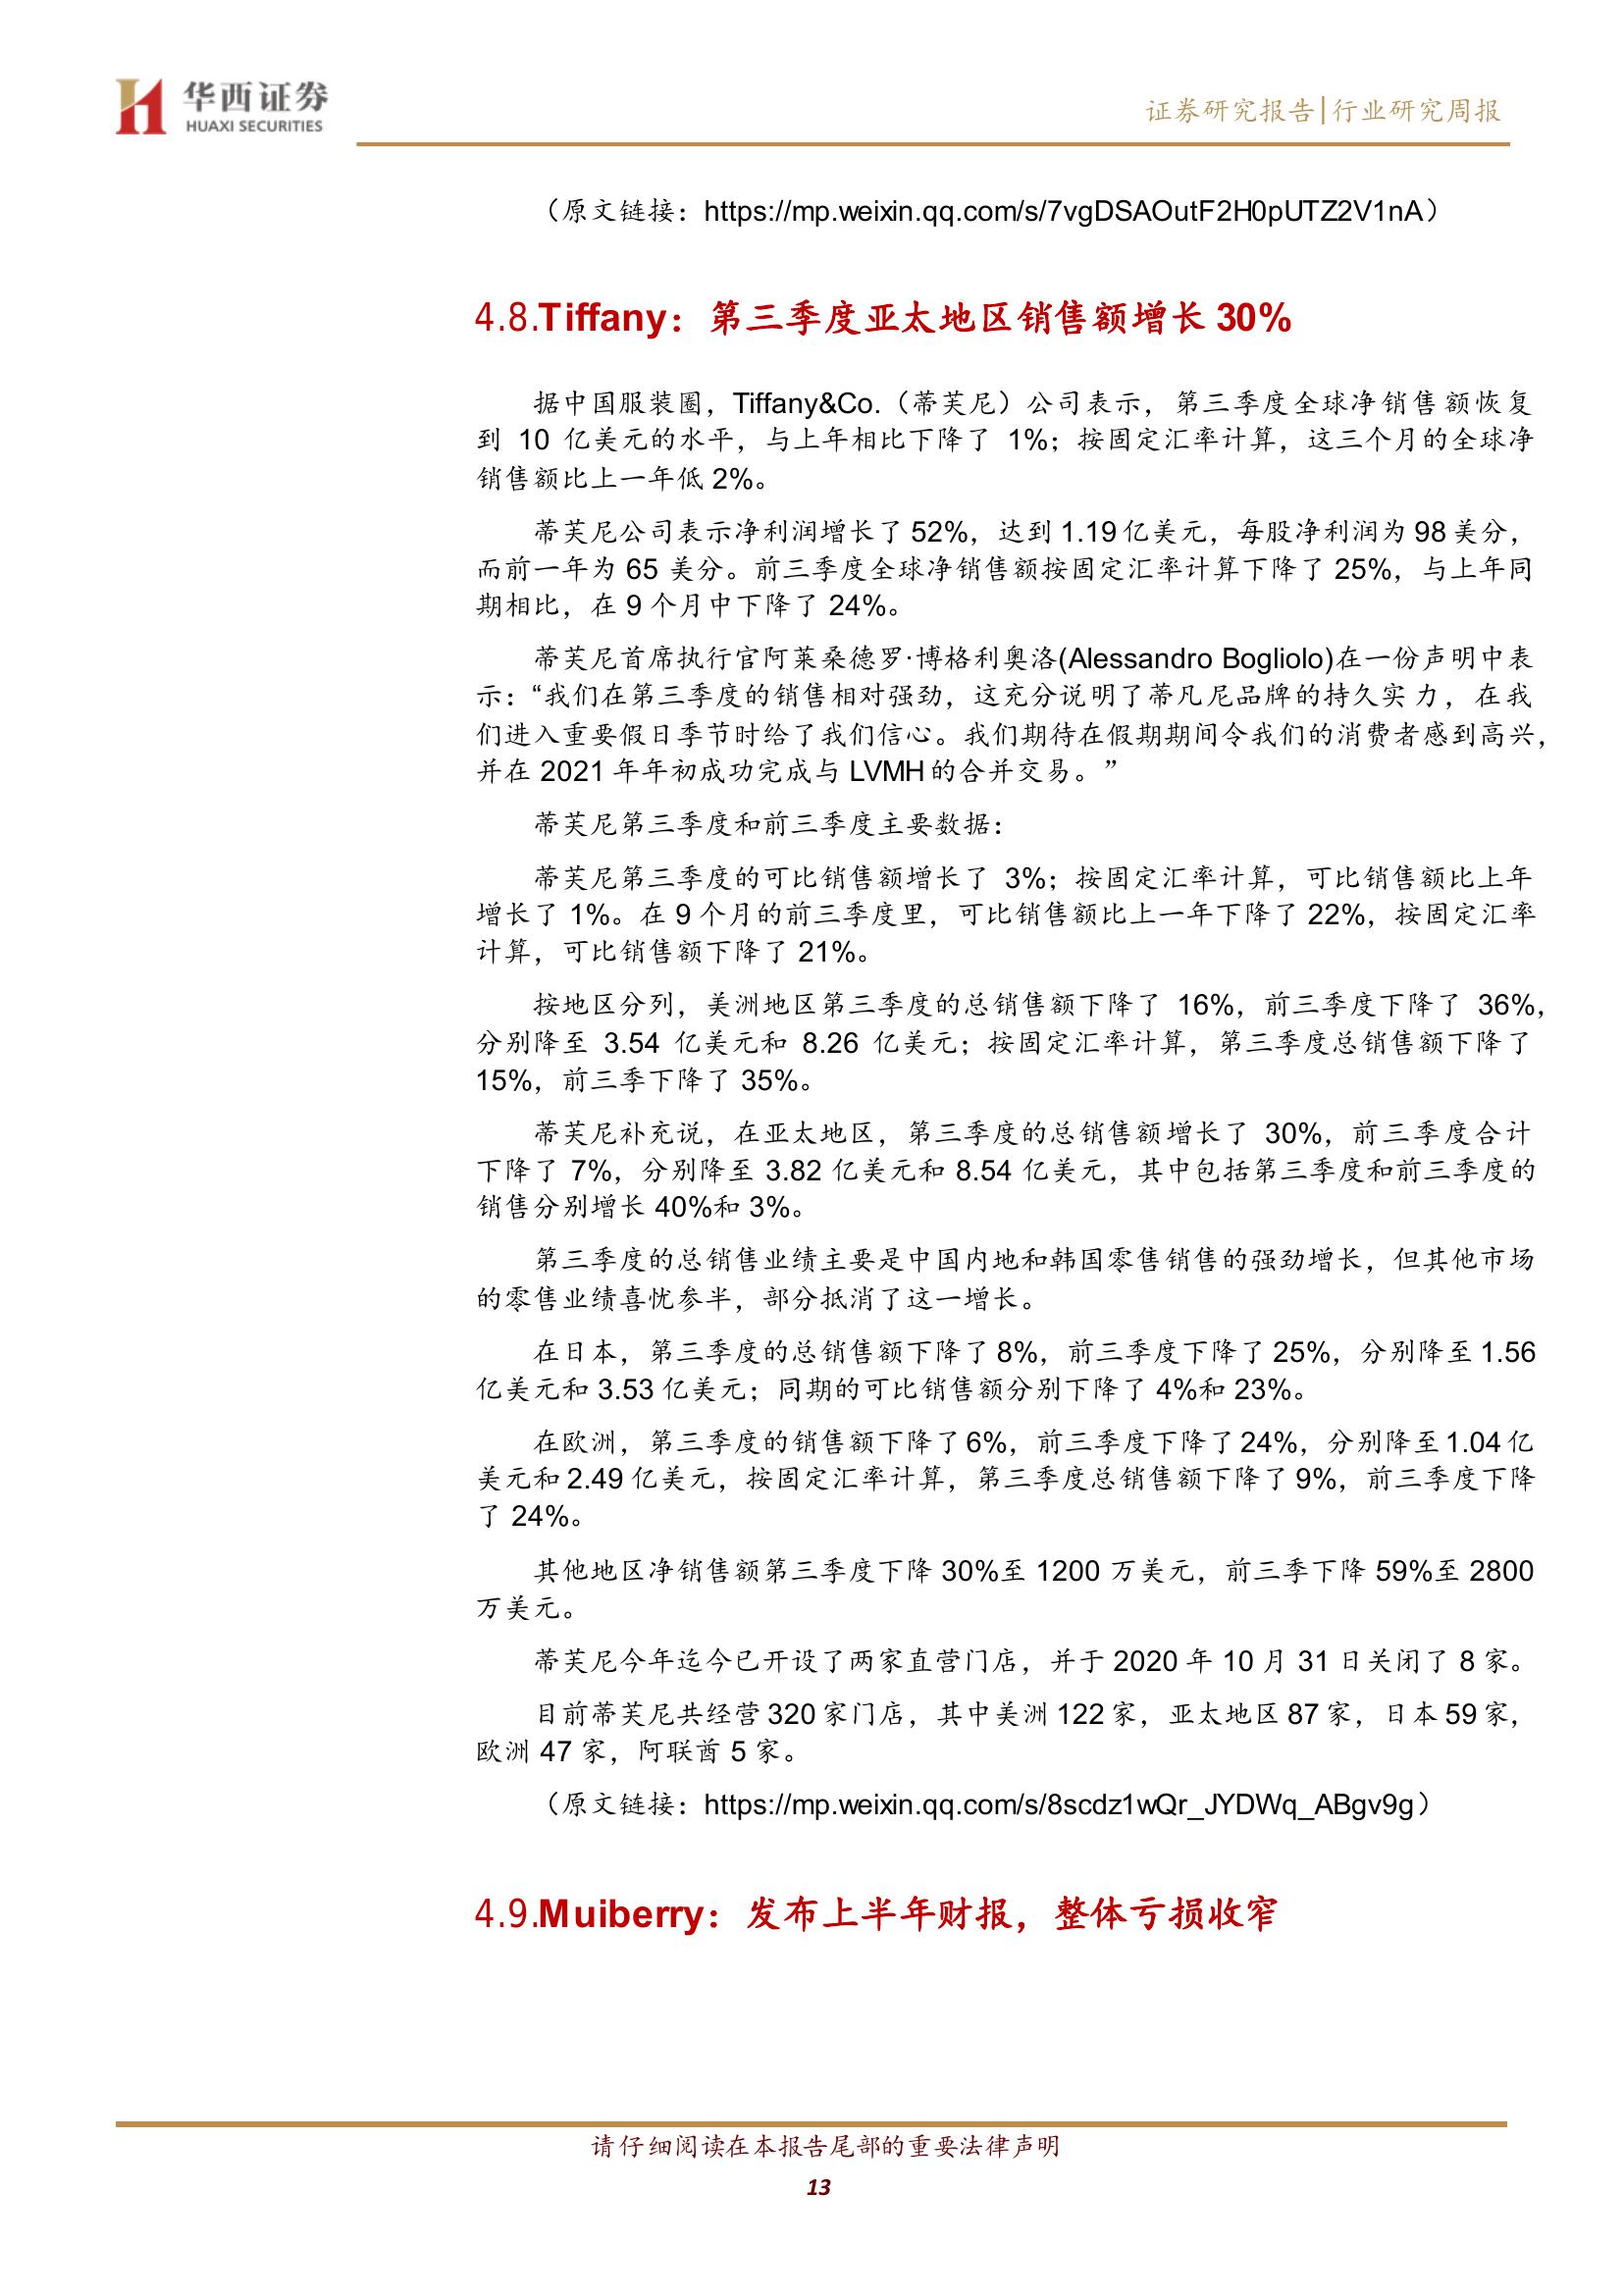 华西证券
HUAXI SECURITIES
证券研究报告|行业研究周报
（原文链接：https://mp.weixin.qq.com/s/7vgDSAOutF2H0pUTZ2V1nA）
4.8.Tiffany：第三季度亚太地区销售额增长 30%
据中国服装圈，Tiffany&Co.（蒂芙尼）公司表示，第三季度全球净销售额恢复
到 10 亿美元的水平，与上年相比下降了 1%；按固定汇率计算，这三个月的全球净
销售额比上一年低 2%。
蒂芙尼公司表示净利润增长了 52%，达到 1.19 亿美元，每股净利润为 98 美分，
而前一年为 65 美分。前三季度全球净销售额按固定汇率计算下降了 25%，与上年同
期相比，在 9 个月中下降了 24%。
蒂芙尼首席执行官阿莱桑德罗·博格利奥洛(Alessandro Bogliolo)在一份声明中表
示：“我们在第三季度的销售相对强劲，这充分说明了蒂凡尼品牌的持久实力，在我
们进入重要假日季节时给了我们信心。我们期待在假期期间令我们的消费者感到高兴，
并在 2021 年年初成功完成与 LVMH 的合并交易。”
蒂芙尼第三季度和前三季度主要数据：
蒂芙尼第三季度的可比销售额增长了 3%；按固定汇率计算，可比销售额比上年
增长了 1%。在 9 个月的前三季度里，可比销售额比上一年下降了 22%，按固定汇率
计算，可比销售额下降了 21%。
按地区分列，美洲地区第三季度的总销售额下降了 16%，前三季度下降了 36%，
分别降至 3.54 亿美元和 8.26 亿美元；按固定汇率计算，第三季度总销售额下降了
15%，前三季下降了 35%。
蒂芙尼补充说，在亚太地区，第三季度的总销售额增长了 30%，前三季度合计
下降了 7%，分别降至 3.82 亿美元和 8.54 亿美元，其中包括第三季度和前三季度的
销售分别增长 40%和 3%。
第三季度的总销售业绩主要是中国内地和韩国零售销售的强劲增长，但其他市场
的零售业绩喜忧参半，部分抵消了这一增长。
在日本，第三季度的总销售额下降了 8%，前三季度下降了 25%，分别降至 1.56
亿美元和 3.53 亿美元；同期的可比销售额分别下降了 4%和 23%。
在欧洲，第三季度的销售额下降了 6%，前三季度下降了 24%，分别降至 1.04 亿
美元和 2.49 亿美元，按固定汇率计算，第三季度总销售额下降了 9%，前三季度下降
了 24%。
其他地区净销售额第三季度下降 30%至 1200 万美元，前三季下降 59%至 2800
万美元。
蒂芙尼今年迄今已开设了两家直营门店，并于 2020 年 10 月 31 日关闭了 8 家。
目前蒂芙尼共经营 320 家门店，其中美洲 122 家，亚太地区 87 家，日本 59 家，
欧洲 47 家，阿联酋 5 家。
（原文链接：https://mp.weixin.qq.com/s/8scdz1wQr_JYDWq_ABgv9g）
4.9.Muiberry：发布上半年财报，整体亏损收窄
请仔细阅读在本报告尾部的重要法律声明
13